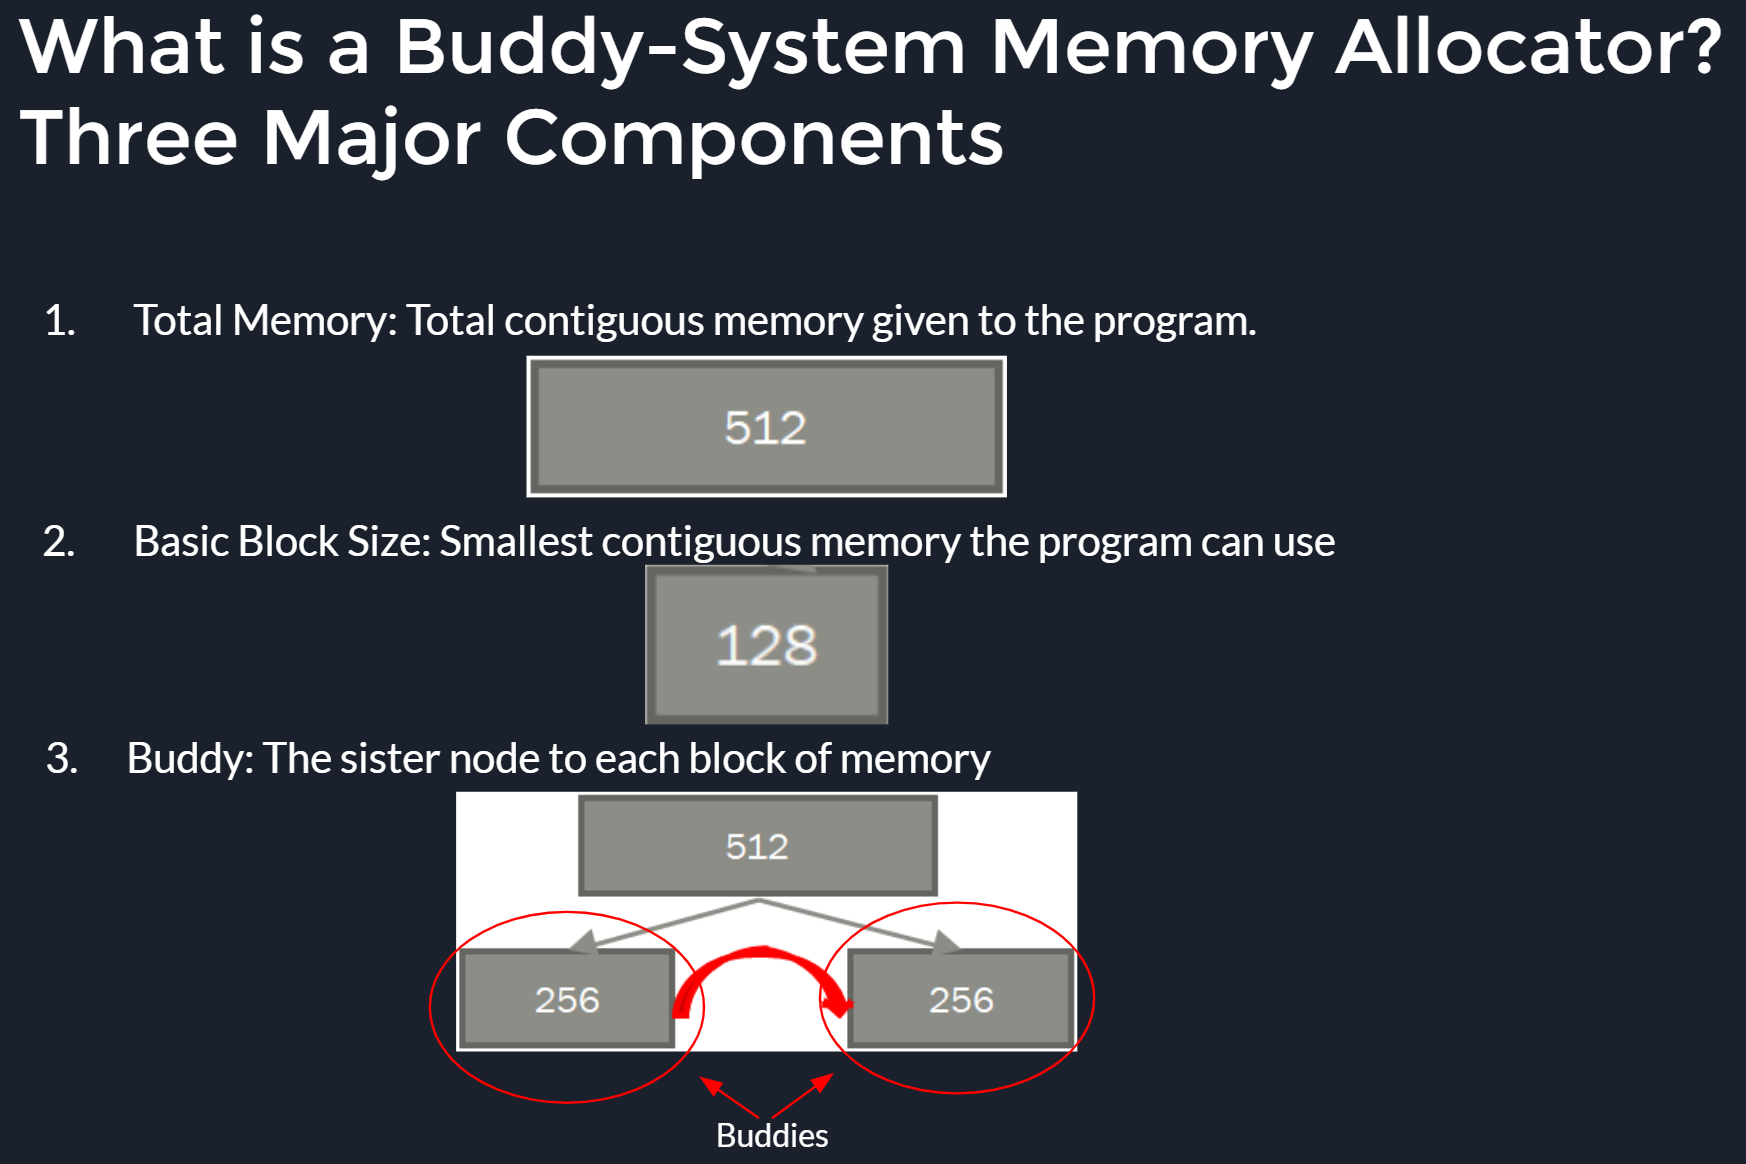 What is a Buddy-System Memory Allocator?
Three Major Components
1. Total Memory: Total contiguous memory given to the program.
512
2. Basic Block Size: Smallest contiguous memory the program can use
128
3. Buddy: The sister node to each block of memory
512
256 256
Buddies